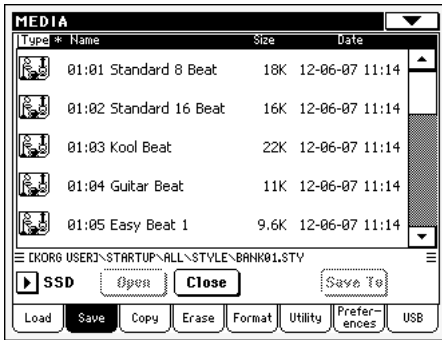 MEDIA
Type * Name Size Date
01:01 Standard 8 Beat 18K 12-06-07 11:14
01:02 Standard 16 Beat 16K 12-06-07 11:14
01:03 Kool Beat 22K 12-06-07 11:14
01:04 Guitar Beat 11K 12-06-07 11:14
01:05 Easy Beat 1 9.6K 12-06-07 11:14
[KORG USER]\STARTUP\ALL\STYLE\BANK01.STY
SSD Open Close Save To
Load Save Copy Erase Format Utility Prefer-
ences USB